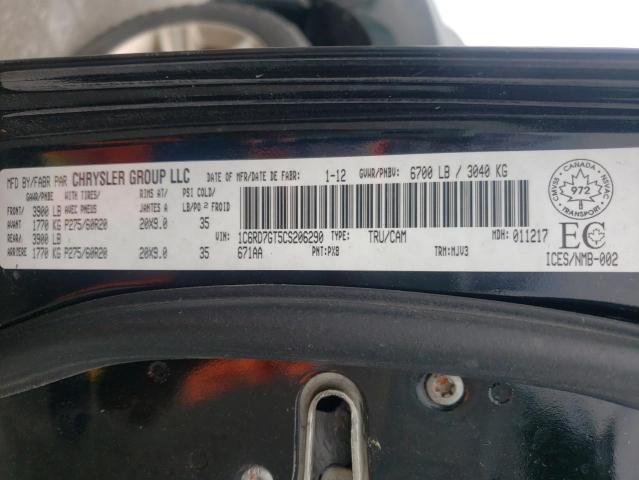 MFD BY/FABR PAR CHRYSLER GROUP LLC DATE OF MFR/DATE DE FABR: 1-12 GVWR/PNBV: 6700 LB / 3040 KG
GAWR/PNBE WITH TIRES/ RIMS AT/ PSI COLD/
FRONT/ 3900 LB AVEC PNEUS JANTES A LB/PO2 FROID
AVANT 1770 KG P275/60R20 20X9.0 35
REAR/ 3900 LB
ARRIERE 1770 KG P275/60R20 20X9.0 35
VIN: 1C6RD7GT5CS206290 TYPE: TRU/CAM MDH: 011217
671AA PNT: PX8 TRM: MJV3
CANADA
CMVSS 972 NSVAC
TRANSPORT
EC
ICES/NMB-002